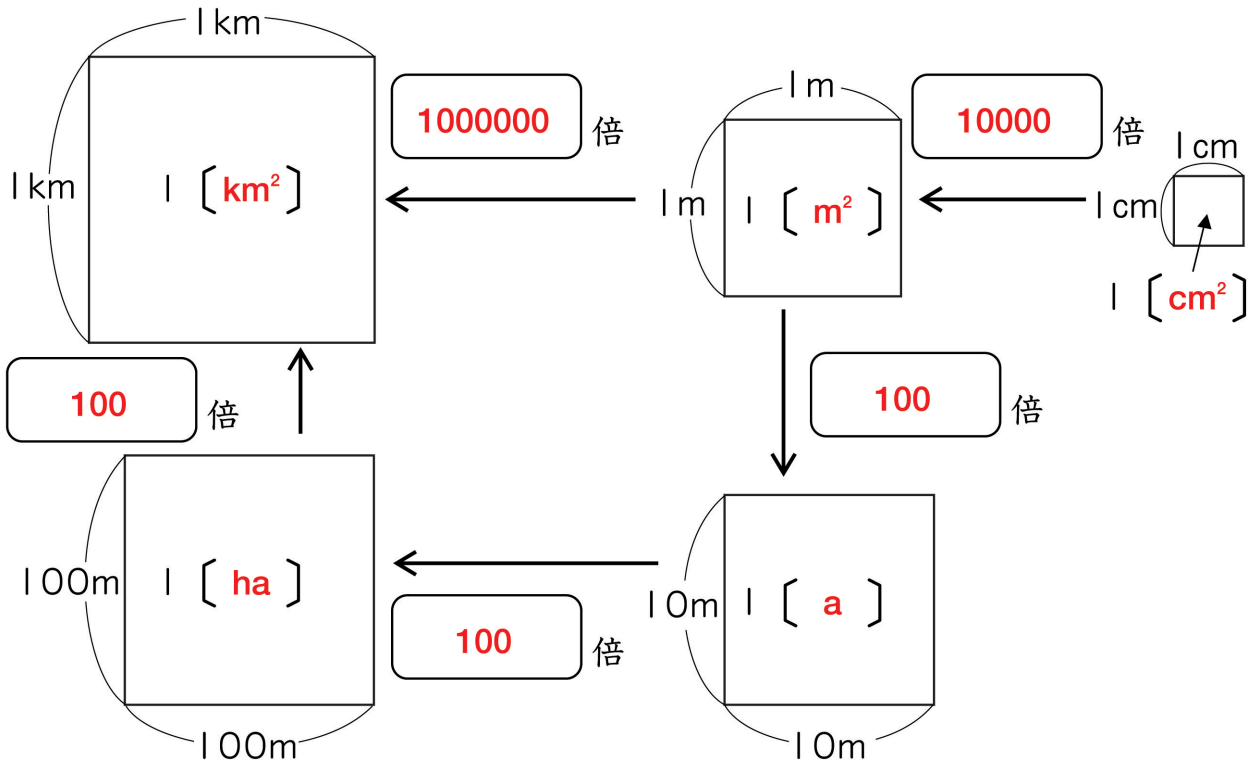 1km
1000000 倍
1m
10000 倍
1cm
1km
1 〔km²〕
1m
1 〔m²〕
1cm
1 〔cm²〕
100 倍
100 倍
100m
1 〔ha〕
100 倍
10m
1 〔a〕
100m
10m